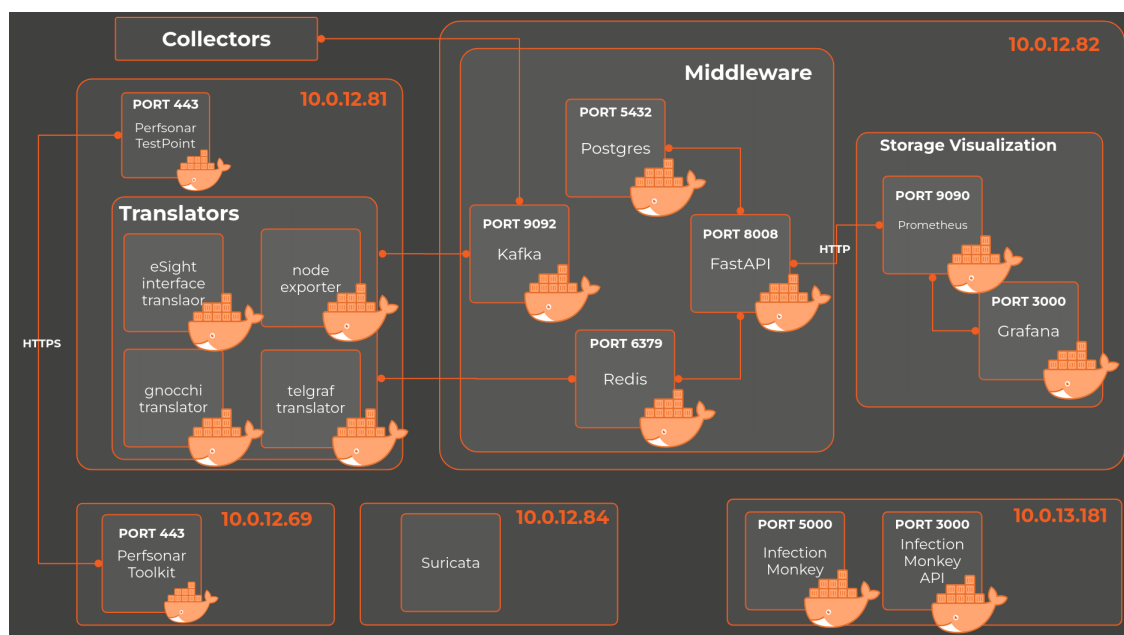 Collectors
10.0.12.82
Middleware
10.0.12.81
PORT 443
Perfsonar
TestPoint
PORT 5432
Postgres
Storage Visualization
PORT 9090
Prometheus
Translators
eSight
interface
translaor
node
exporter
PORT 9092
Kafka
PORT 8008
FastAPI
HTTP
PORT 3000
Grafana
HTTPS
gnocchi
translator
telgraf
translator
PORT 6379
Redis
10.0.12.69
PORT 443
Perfsonar
Toolkit
10.0.12.84
Suricata
10.0.13.181
PORT 5000
Infection
Monkey
PORT 3000
Infection
Monkey
API